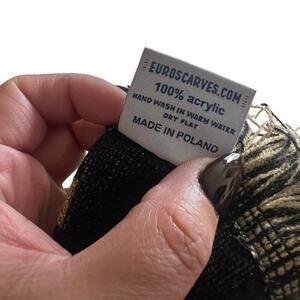 EUROSCARVES.COM
100% acrylic
HAND WASH IN WARM WATER
DRY FLAT
MADE IN POLAND